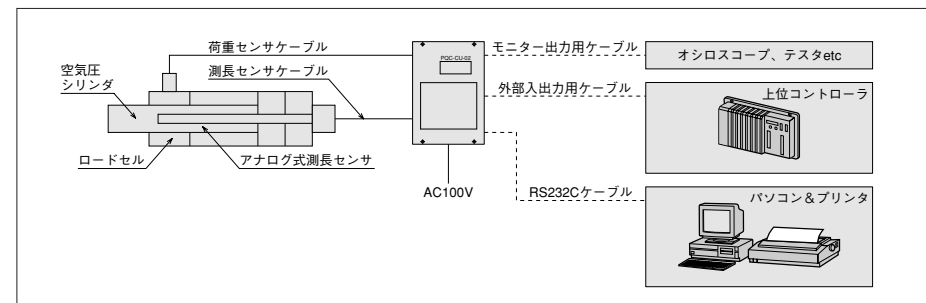 荷重センサケーブル
空気圧
シリンダ
測長センサケーブル
ロードセル
アナログ式測長センサ
PQC-CU-02
AC100V
モニター出力用ケーブル
オシロスコープ、テスタetc
外部入出力用ケーブル
上位コントローラ
RS232Cケーブル
パソコン＆プリンタ